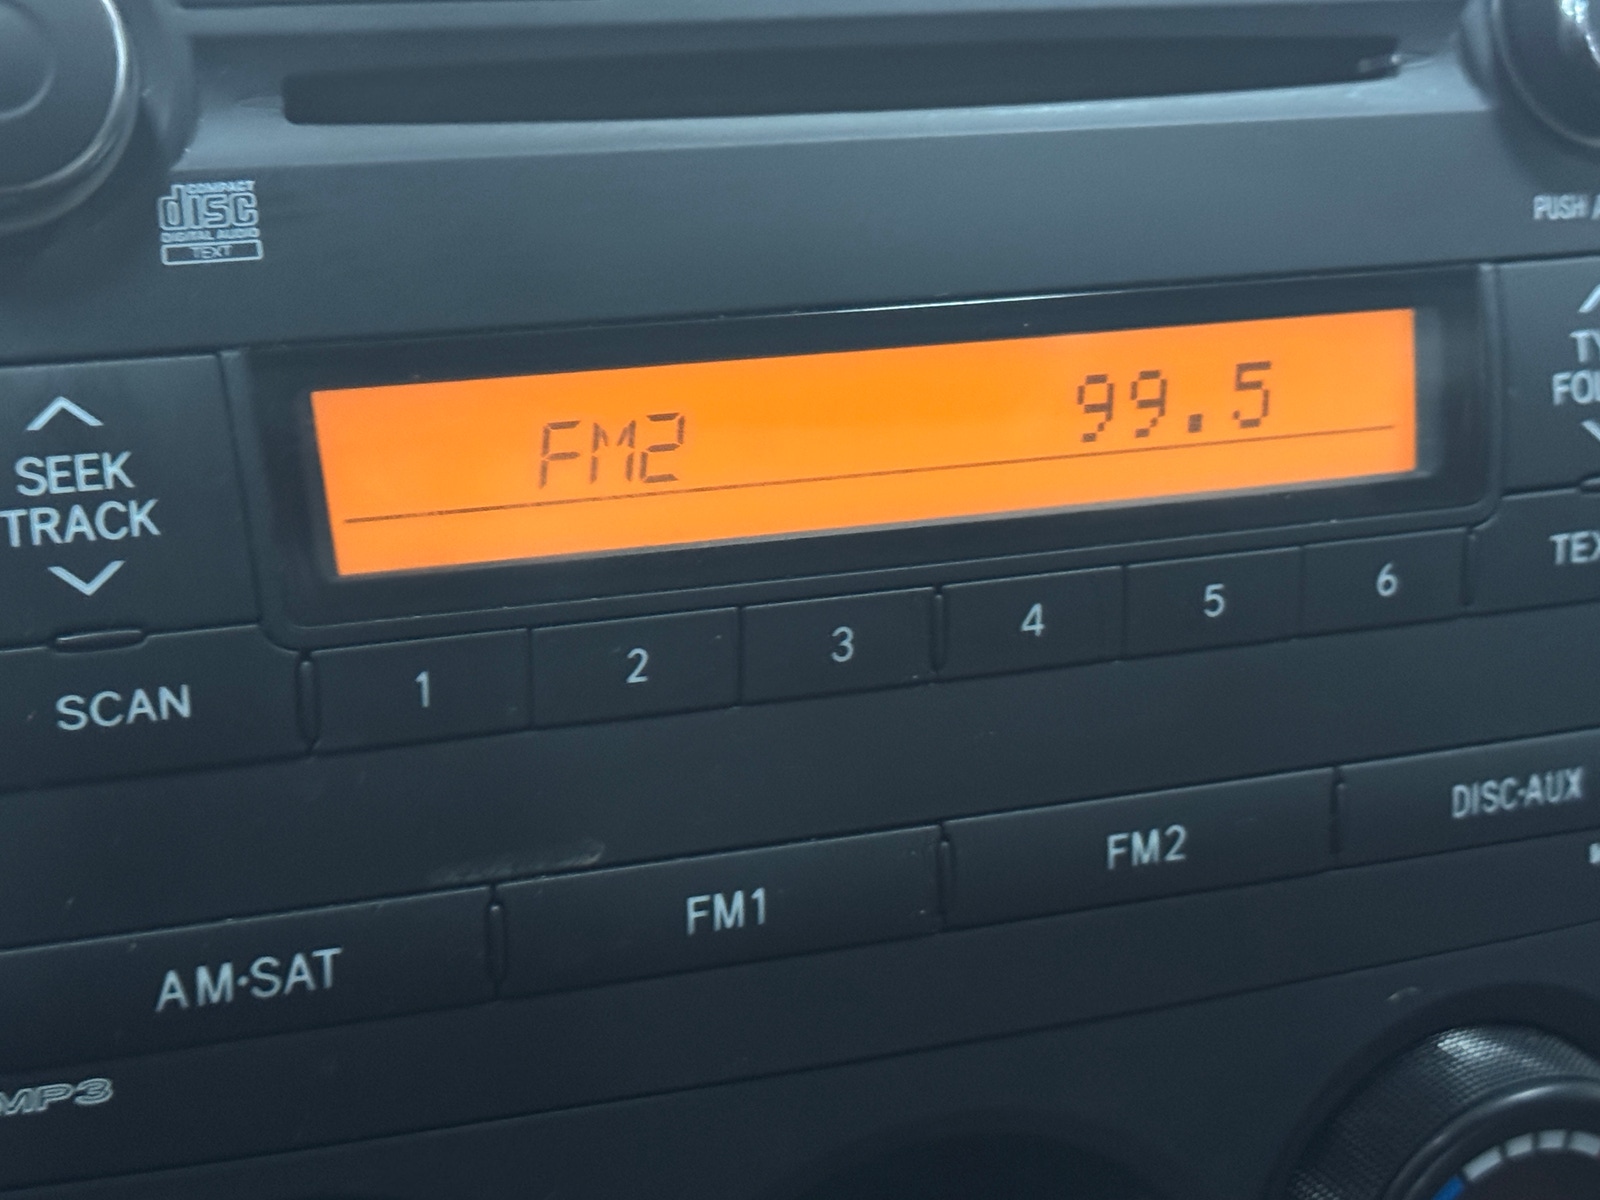 COMPACT
disc
DIGITAL AUDIO
TEXT
PUSH
FM2 99.5
SEEK
TRACK
SCAN
1 2 3 4 5 6
AM·SAT FM1 FM2 DISC·AUX
MP3